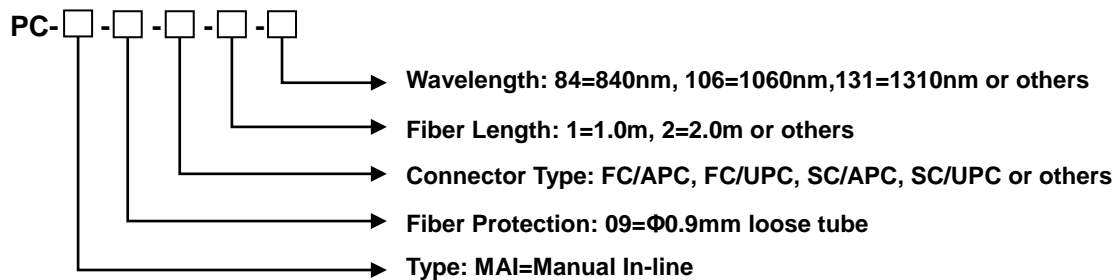 PC- - - - -
Wavelength: 84=840nm, 106=1060nm,131=1310nm or others
Fiber Length: 1=1.0m, 2=2.0m or others
Connector Type: FC/APC, FC/UPC, SC/APC, SC/UPC or others
Fiber Protection: 09=Φ0.9mm loose tube
Type: MAI=Manual In-line